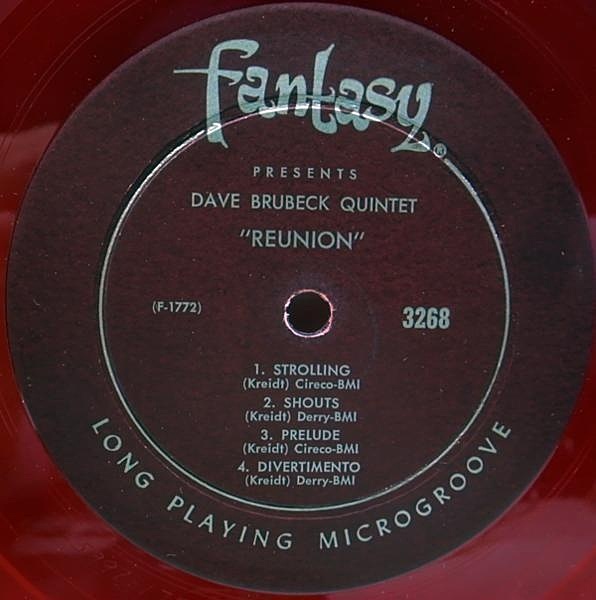 Fantasy®
PRESENTS
DAVE BRUBECK QUINTET
"REUNION"
(F-1772)
3268
1. STROLLING
(Kreidt) Cireco-BMI
2. SHOUTS
(Kreidt) Derry-BMI
3. PRELUDE
(Kreidt) Cireco-BMI
4. DIVERTIMENTO
(Kreidt) Derry-BMI
LONG PLAYING MICROGROOVE